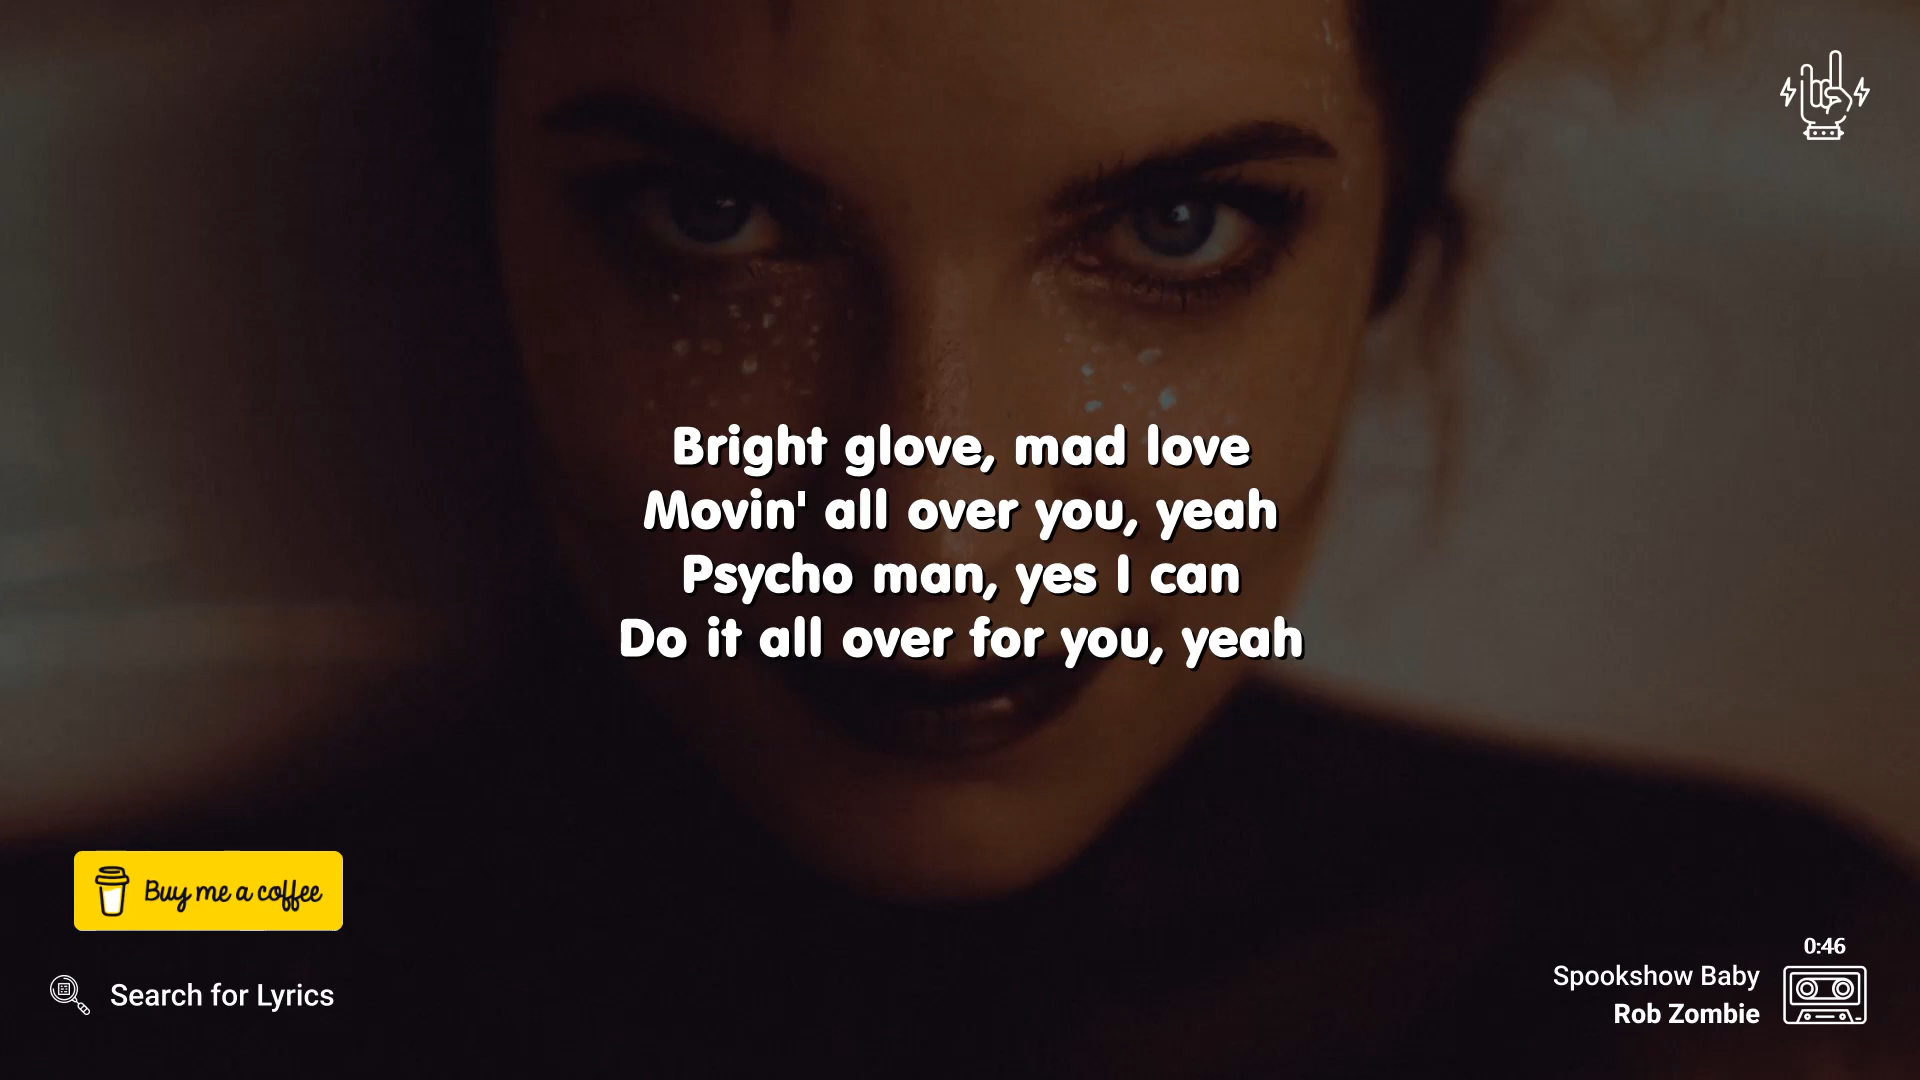 Bright glove, mad love
Movin' all over you, yeah
Psycho man, yes I can
Do it all over for you, yeah
Buy me a coffee
Search for Lyrics
0:46
Spookshow Baby
Rob Zombie